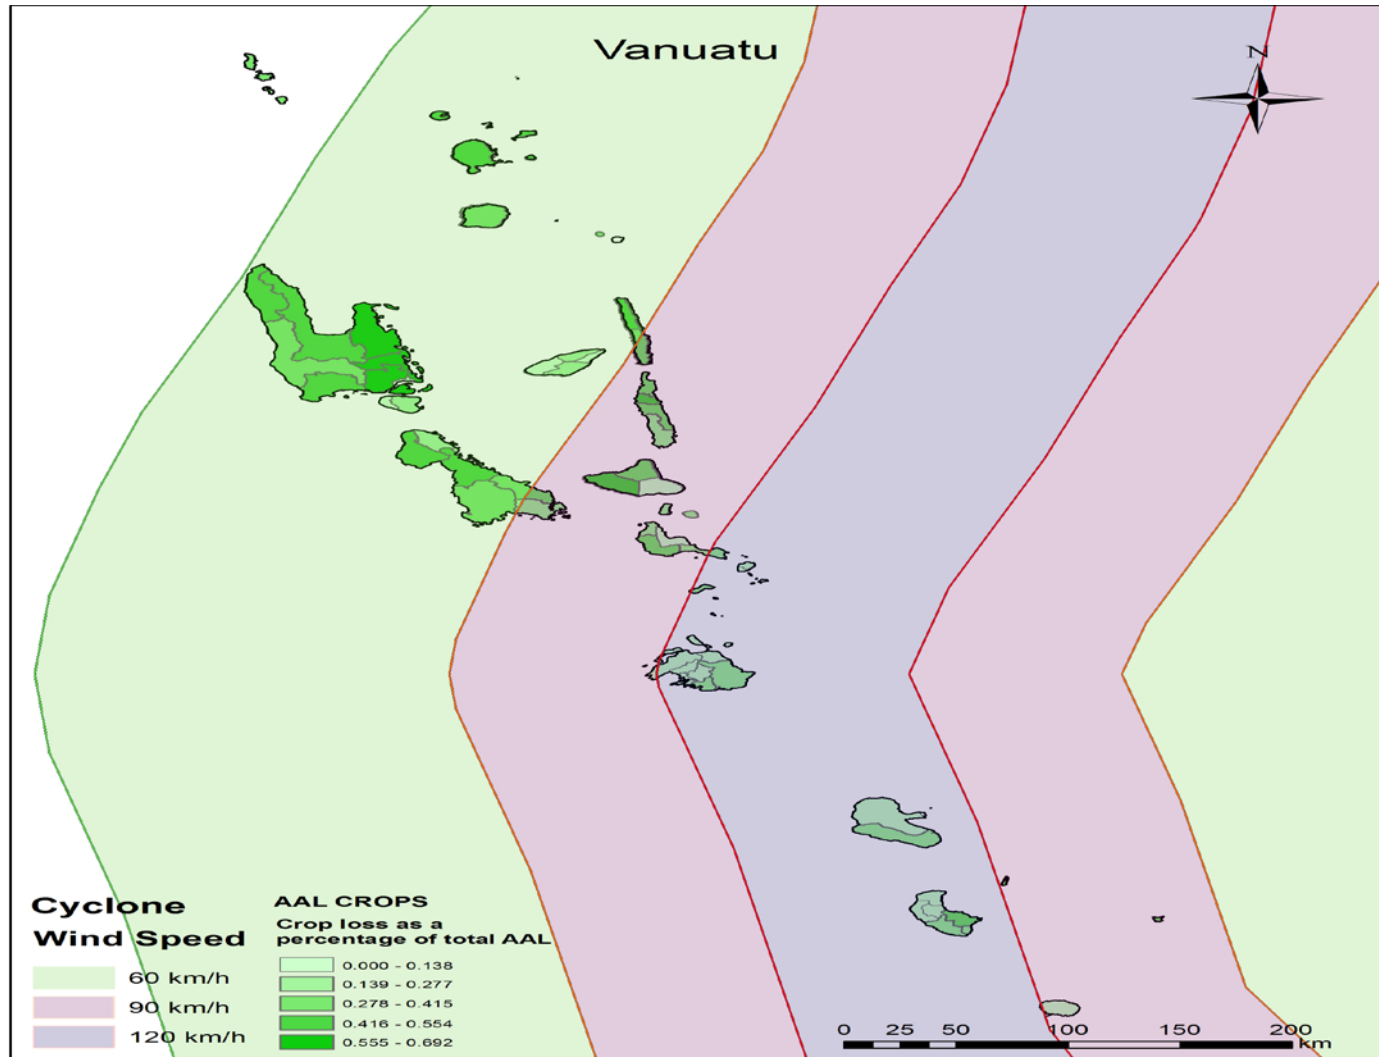 Vanuatu
N
Cyclone
Wind Speed
60 km/h
90 km/h
120 km/h
AAL CROPS
Crop loss as a
percentage of total AAL
0.000 - 0.138
0.139 - 0.277
0.278 - 0.415
0.416 - 0.554
0.555 - 0.692
0 25 50 100 150 200
km